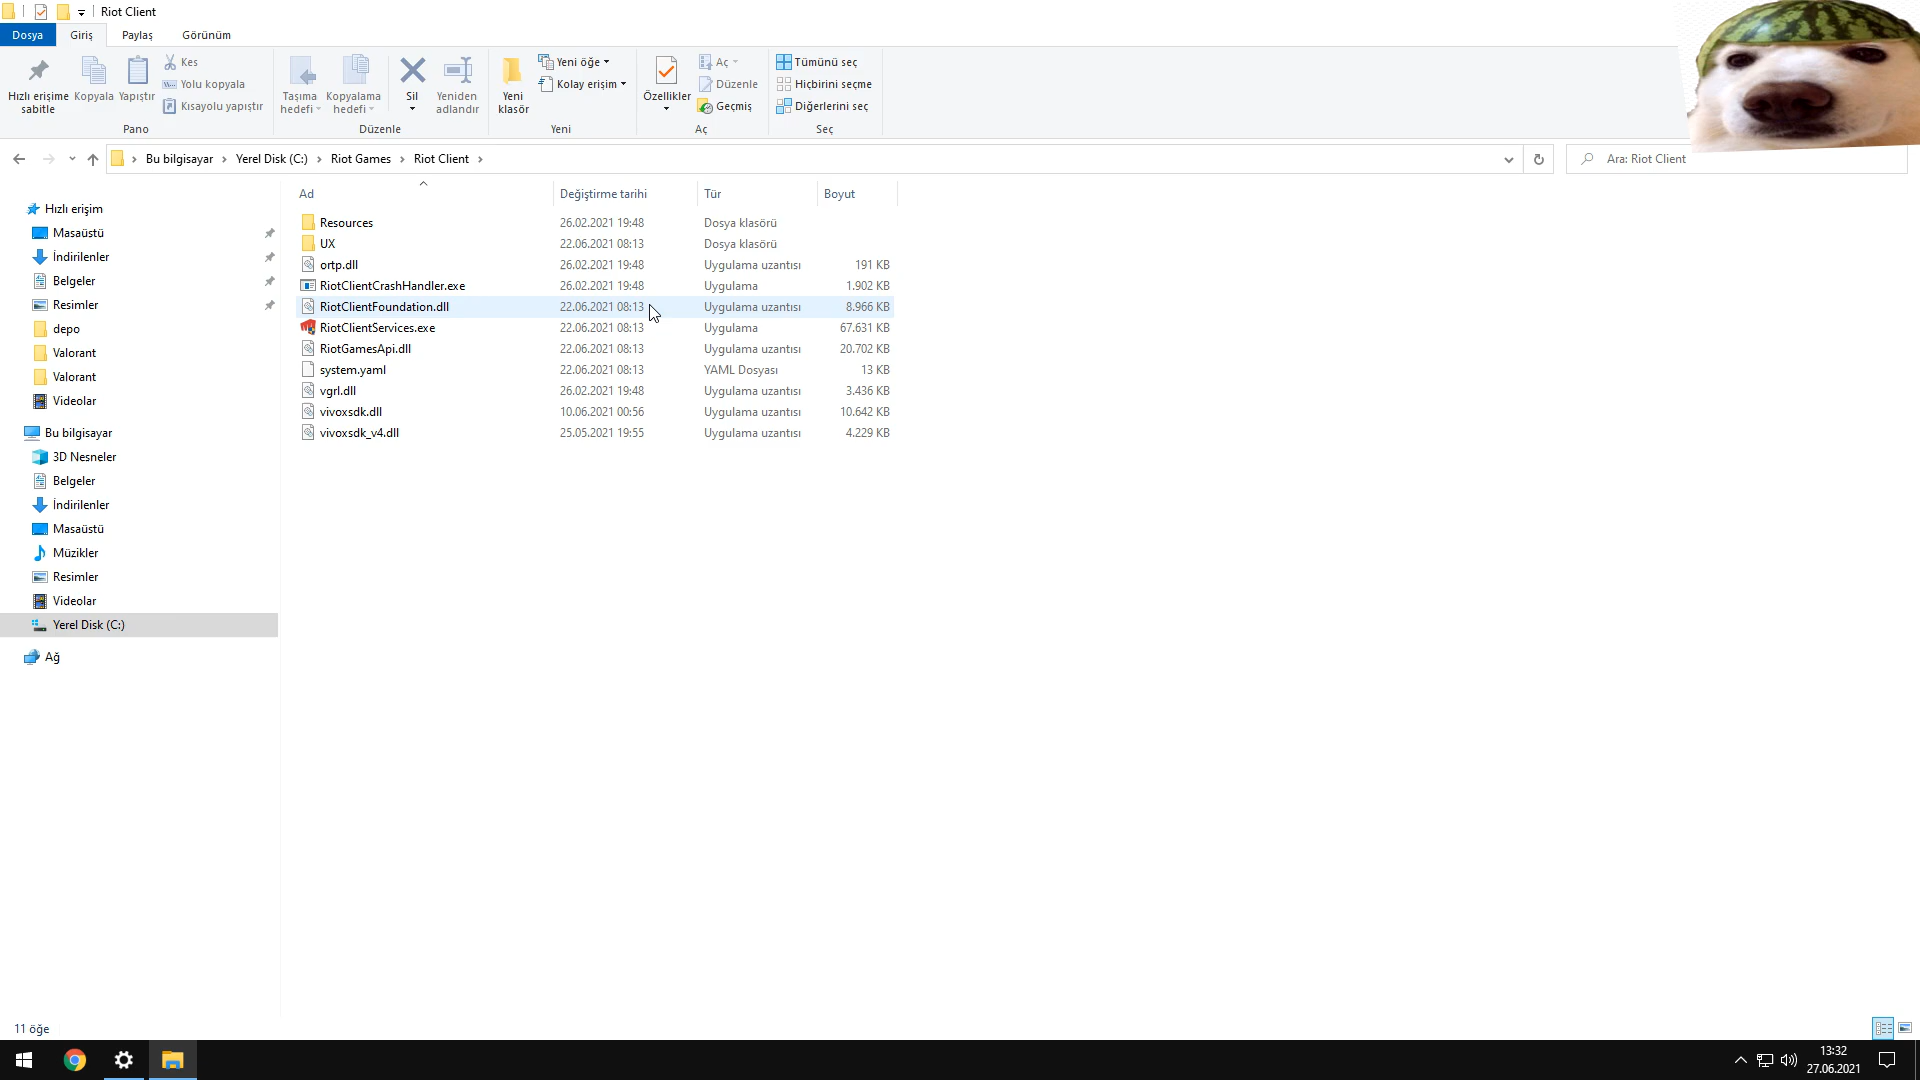 Riot Client
Dosya Giriş Paylaş Görünüm
Hızlı erişime sabitle
Kopyala
Yapıştır
Kes
Yolu kopyala
Kısayolu yapıştır
Pano
Taşıma hedefi
Kopyalama hedefi
Sil
Yeniden adlandır
Düzenle
Yeni klasör
Yeni öğe
Kolay erişim
Yeni
Özellikler
Aç
Düzenle
Geçmiş
Aç
Tümünü seç
Hiçbirini seçme
Diğerlerini seç
Seç
Bu bilgisayar > Yerel Disk (C:) > Riot Games > Riot Client >
Ara: Riot Client
Hızlı erişim
Masaüstü
İndirilenler
Belgeler
Resimler
depo
Valorant
Valorant
Videolar
Bu bilgisayar
3D Nesneler
Belgeler
İndirilenler
Masaüstü
Müzikler
Resimler
Videolar
Yerel Disk (C:)
Ağ
Ad Değiştirme tarihi Tür Boyut
Resources 26.02.2021 19:48 Dosya klasörü
UX 22.06.2021 08:13 Dosya klasörü
ortp.dll 26.02.2021 19:48 Uygulama uzantısı 191 KB
RiotClientCrashHandler.exe 26.02.2021 19:48 Uygulama 1.902 KB
RiotClientFoundation.dll 22.06.2021 08:13 Uygulama uzantısı 8.966 KB
RiotClientServices.exe 22.06.2021 08:13 Uygulama 67.631 KB
RiotGamesApi.dll 22.06.2021 08:13 Uygulama uzantısı 20.702 KB
system.yaml 22.06.2021 08:13 YAML Dosyası 13 KB
vgrl.dll 26.02.2021 19:48 Uygulama uzantısı 3.436 KB
vivoxsdk.dll 10.06.2021 00:56 Uygulama uzantısı 10.642 KB
vivoxsdk_v4.dll 25.05.2021 19:55 Uygulama uzantısı 4.229 KB
11 öğe
13:32
27.06.2021